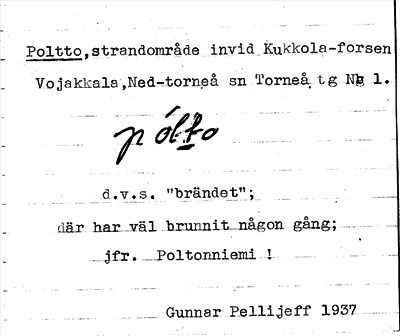 Poltto, strandområde invid Kukkola-forsen
Vojakkala, Ned-torneå sn Torneå tg Nb 1.
póltto
d.v.s. "brändet";
där har väl brunnit någon gång;
jfr. Poltonniemi !
Gunnar Pellijeff 1937